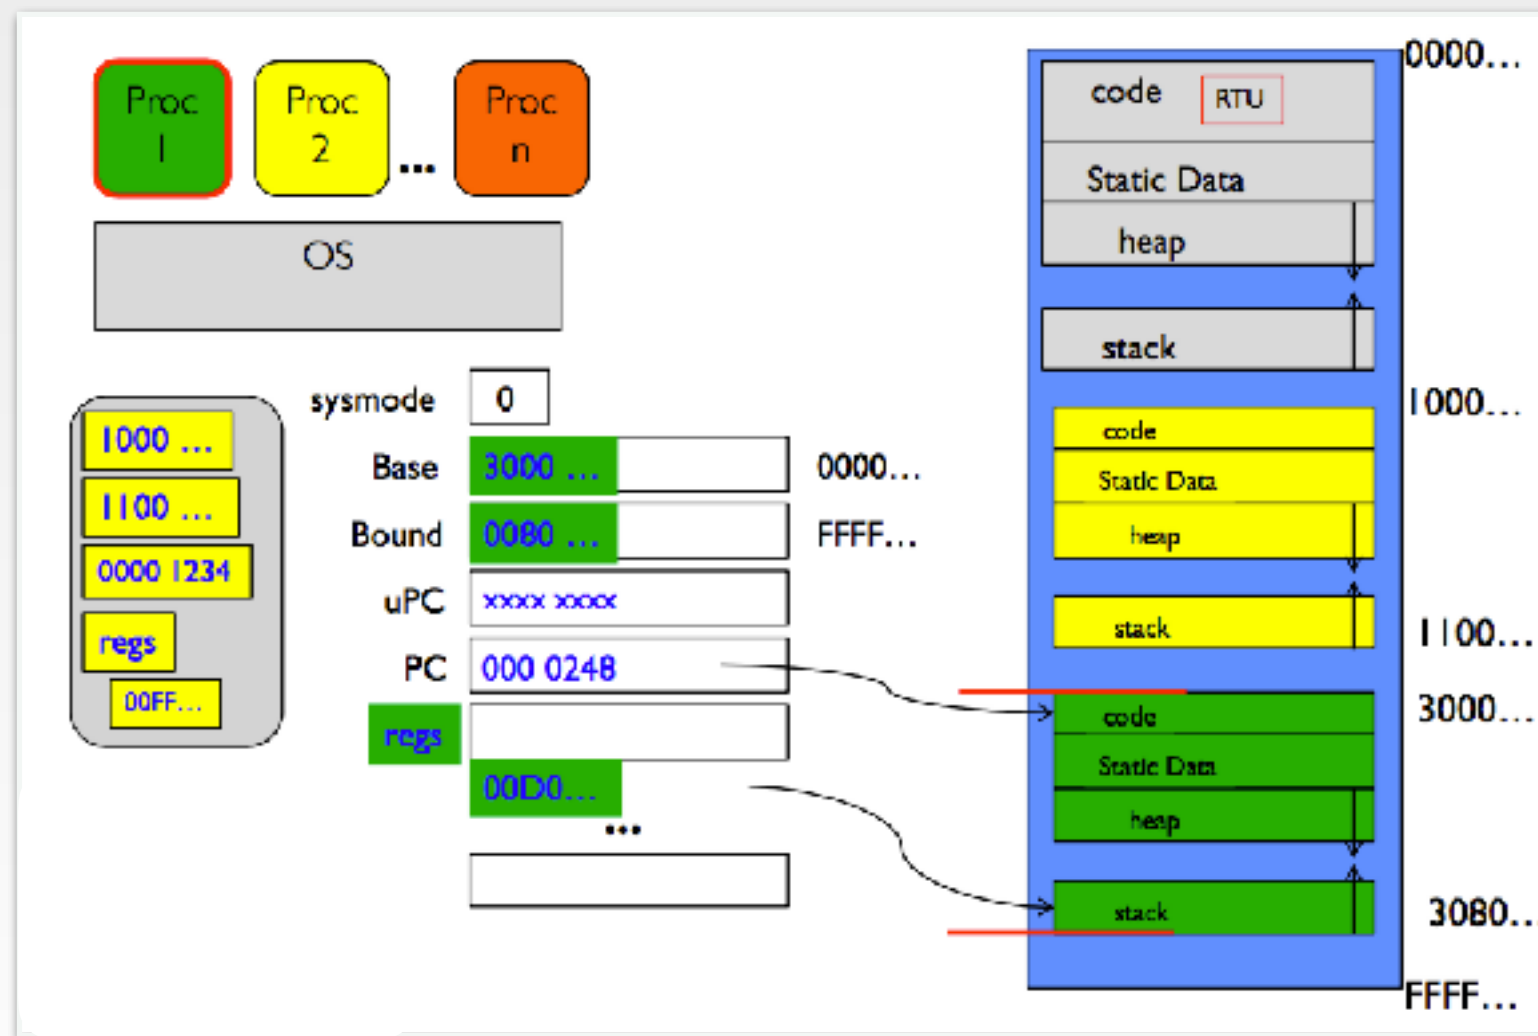 Proc
1
Proc
2
...
Proc
n
OS
sysmode
0
Base
3000 ...
0000...
Bound
0080 ...
FFFF...
uPC
xxxx xxxx
PC
000 0248
regs
00D0...
...
1000 ...
1100 ...
0000 1234
regs
00FF...
0000...
code
RTU
Static Data
heap
stack
1000...
code
Static Data
heap
stack
1100...
3000...
code
Static Data
heap
stack
3080...
FFFF...